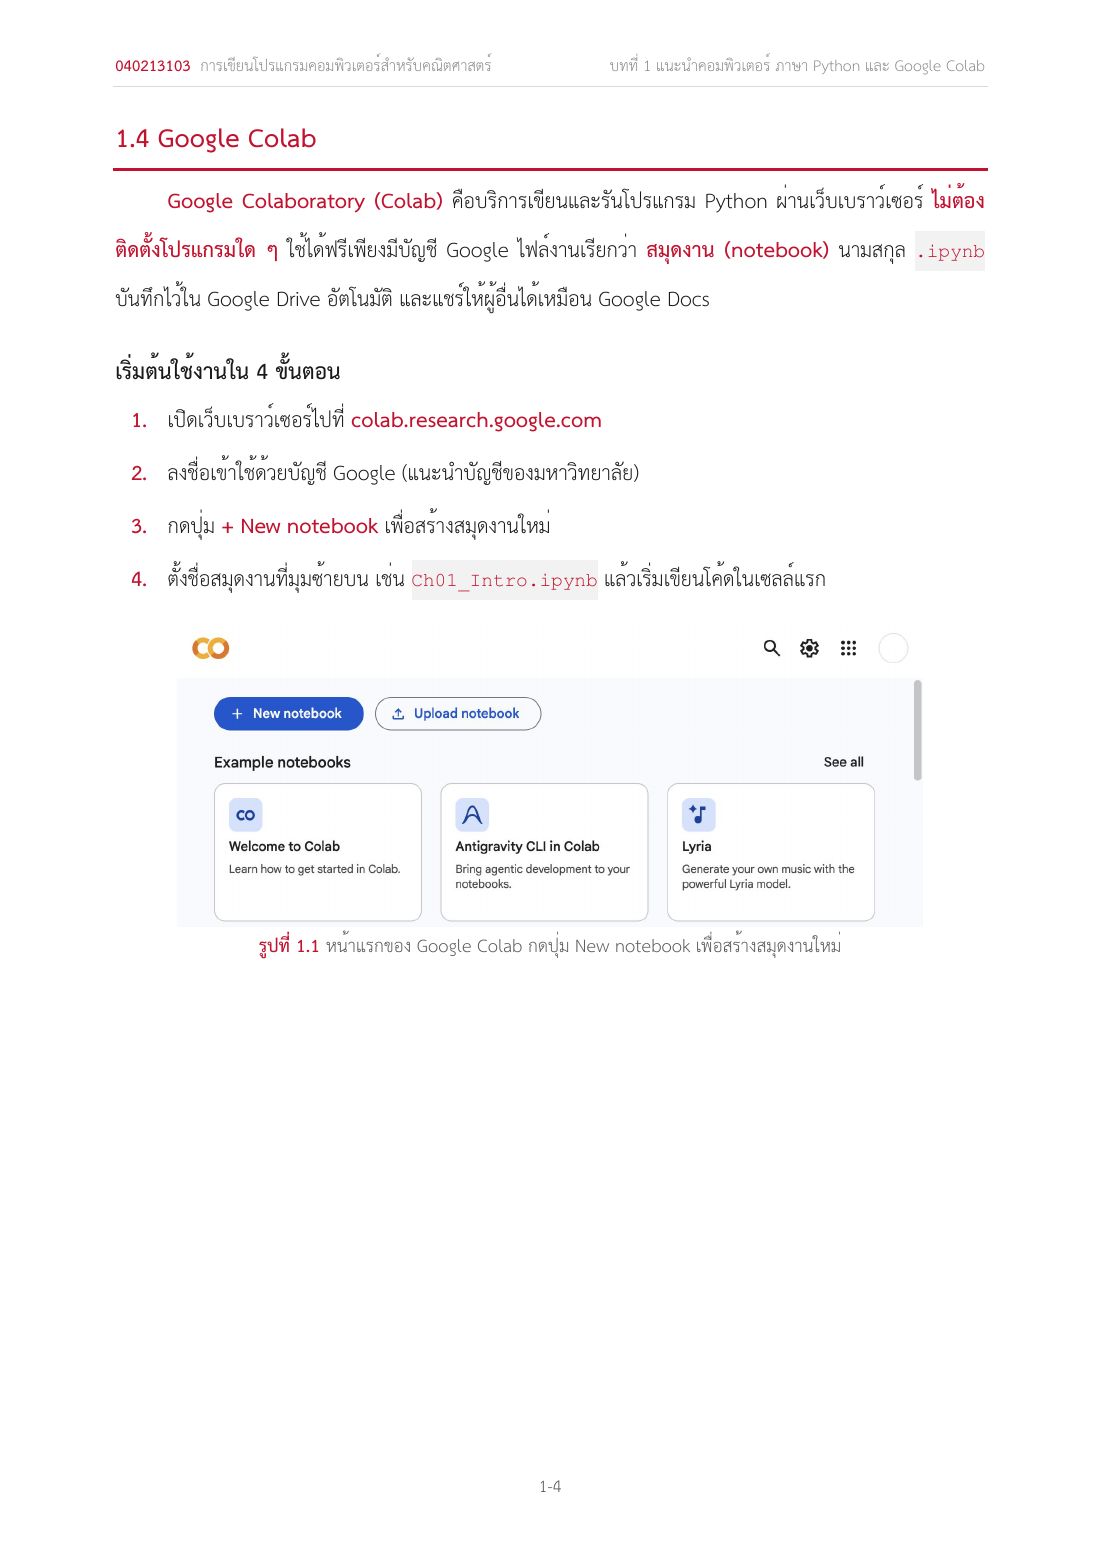 040213103 การเขียนโปรแกรมคอมพิวเตอร์สำหรับคณิตศาสตร์
บทที่ 1 แนะนำคอมพิวเตอร์ ภาษา Python และ Google Colab
1.4 Google Colab
Google Colaboratory (Colab) คือบริการเขียนและรันโปรแกรม Python ผ่านเว็บเบราว์เซอร์ ไม่ต้อง
ติดตั้งโปรแกรมใด ๆ ใช้ได้ฟรีเพียงมีบัญชี Google ไฟล์งานเรียกว่า สมุดงาน (notebook) นามสกุล .ipynb
บันทึกไว้ใน Google Drive อัตโนมัติ และแชร์ให้ผู้อื่นได้เหมือน Google Docs
เริ่มต้นใช้งานใน 4 ขั้นตอน
1. เปิดเว็บเบราว์เซอร์ไปที่ colab.research.google.com
2. ลงชื่อเข้าใช้ด้วยบัญชี Google (แนะนำบัญชีของมหาวิทยาลัย)
3. กดปุ่ม + New notebook เพื่อสร้างสมุดงานใหม่
4. ตั้งชื่อสมุดงานที่มุมซ้ายบน เช่น Ch01_Intro.ipynb แล้วเริ่มเขียนโค้ดในเซลล์แรก
+ New notebook
Upload notebook
Example notebooks
See all
Welcome to Colab
Learn how to get started in Colab.
Antigravity CLI in Colab
Bring agentic development to your
notebooks.
Lyria
Generate your own music with the
powerful Lyria model.
รูปที่ 1.1 หน้าแรกของ Google Colab กดปุ่ม New notebook เพื่อสร้างสมุดงานใหม่
1-4